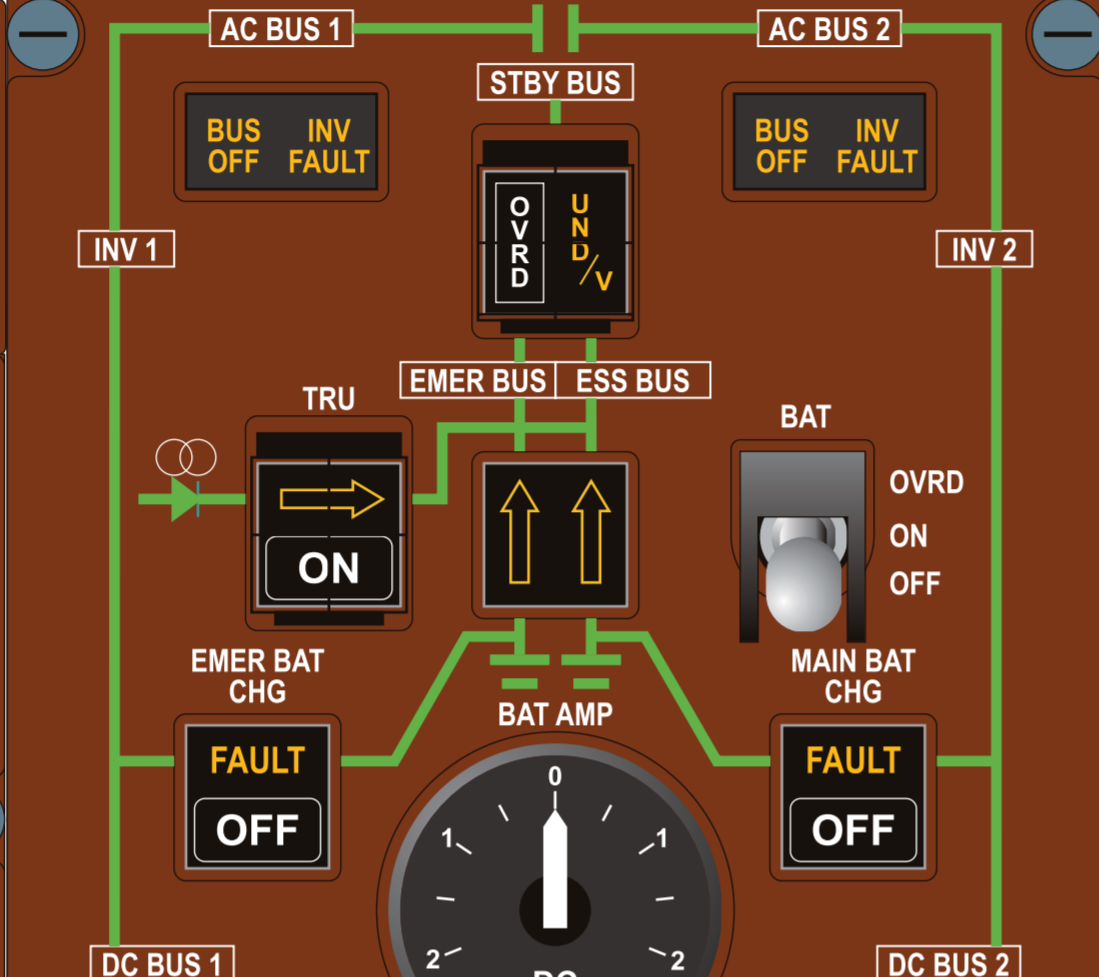 AC BUS 1
AC BUS 2
STBY BUS
BUS INV
OFF FAULT
OVRD
UND/V
BUS INV
OFF FAULT
INV 1
INV 2
EMER BUS
ESS BUS
TRU
BAT
ON
OVRD
ON
OFF
EMER BAT
CHG
MAIN BAT
CHG
BAT AMP
FAULT
OFF
FAULT
OFF
0
1
1
2
2
DC BUS 1
DC BUS 2